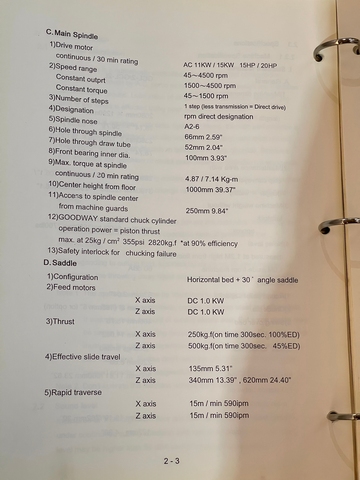 C. Main Spindle
1)Drive motor
continuous / 30 min rating AC 11KW / 15KW 15HP / 20HP
2)Speed range 45~4500 rpm
Constant outprt 1500~4500 rpm
Constant torque 45~1500 rpm
3)Number of steps 1 step (less transmission = Direct drive)
4)Designation rpm direct designation
5)Spindle nose A2-6
6)Hole through spindle 66mm 2.59"
7)Hole through draw tube 52mm 2.04"
8)Front bearing inner dia. 100mm 3.93"
9)Max. torque at spindle
continuous / 30 min rating 4.87 / 7.14 Kg-m
10)Center height from floor 1000mm 39.37"
11)Access to spindle center
from machine guards 250mm 9.84"
12)GOODWAY standard chuck cylinder
operation power = piston thrust
max. at 25kg / cm² 355psi 2820kg.f *at 90% efficiency
13)Safety interlock for chucking failure
D. Saddle
1)Configuration Horizontal bed + 30˚ angle saddle
2)Feed motors
X axis DC 1.0 KW
Z axis DC 1.0 KW
3)Thrust
X axis 250kg.f(on time 300sec. 100%ED)
Z axis 500kg.f(on time 300sec. 45%ED)
4)Effective slide travel
X axis 135mm 5.31"
Z axis 340mm 13.39" , 620mm 24.40"
5)Rapid traverse
X axis 15m / min 590ipm
Z axis 15m / min 590ipm
2 - 3